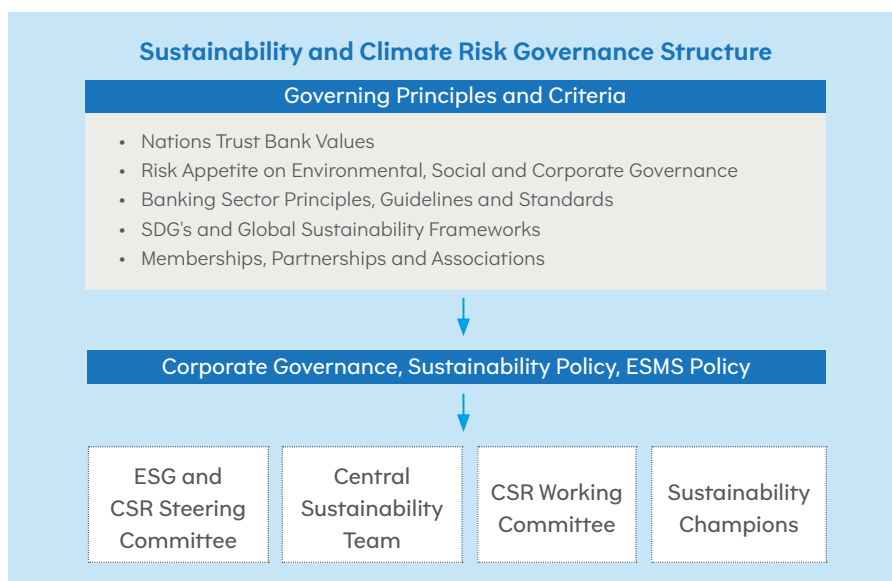 Sustainability and Climate Risk Governance Structure
Governing Principles and Criteria
• Nations Trust Bank Values
• Risk Appetite on Environmental, Social and Corporate Governance
• Banking Sector Principles, Guidelines and Standards
• SDG's and Global Sustainability Frameworks
• Memberships, Partnerships and Associations
Corporate Governance, Sustainability Policy, ESMS Policy
ESG and
CSR Steering
Committee
Central
Sustainability
Team
CSR Working
Committee
Sustainability
Champions